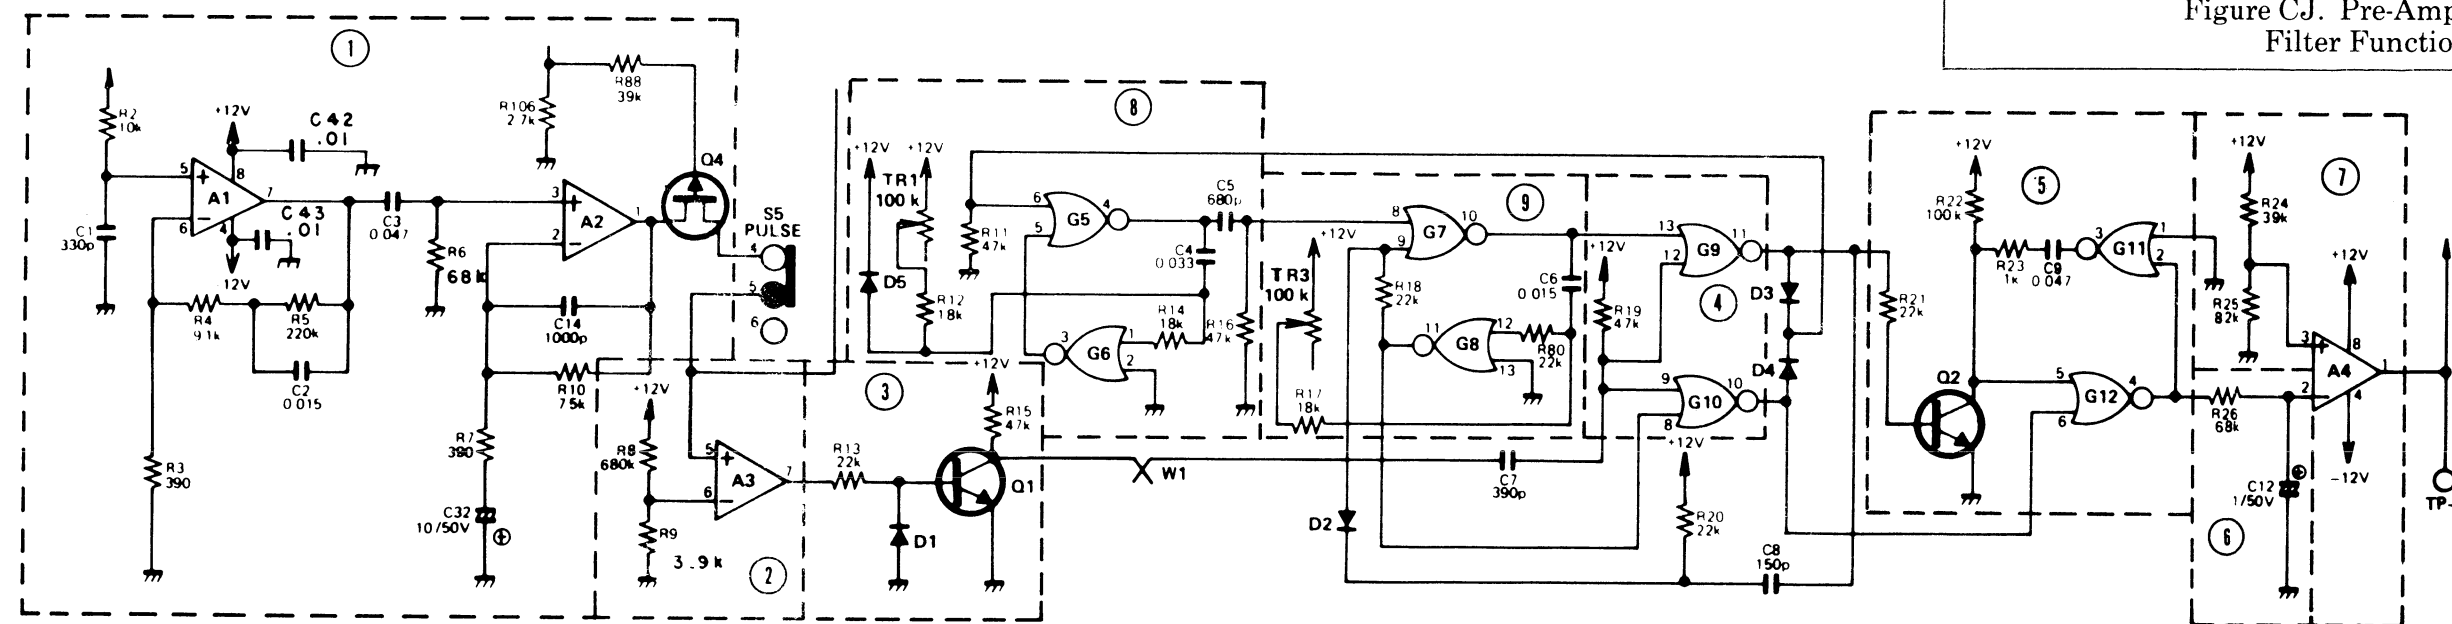 Figure CJ. Pre-Amp
Filter Functio
1
R2
10k
C1
330p
+12V
C42
.01
5
+
A1
8
7
6
−
4
C43
.01
12V
R4
9 1k
R5
220k
C2
0 015
R3
390
C3
0 047
R6
68 k
R106
2 7k
R88
39k
3
+
A2
1
2
−
C14
1000p
R10
75k
R7
390
C32
10/50V
+
Q4
S5
PULSE
4
5
6
+12V
R8
680k
R9
3.9 k
2
5
+
A3
7
6
−
3
R13
22k
D1
Q1
+12V
R15
47k
8
+12V
+12V
TR1
100 k
D5
R12
18k
R11
47k
6
5
G5
4
C5
680p
C4
0 033
R14
18k
R16
47k
3
G6
1
2
W1
9
+12V
TR3
100 k
R17
18k
8
9
G7
10
R18
22k
11
G8
12
13
R80
22k
C6
0 015
D2
C7
390p
+12V
R19
47k
4
13
12
G9
11
D3
D4
9
8
G10
10
+12V
R20
22k
C8
150p
5
+12V
R22
100 k
R21
22k
R23
1k
C9
0 047
3
G11
1
2
Q2
5
6
G12
4
6
R26
68k
C12
1/50V
+
7
+12V
R24
39k
R25
82k
+12V
3
+
8
A4
1
2
−
4
−12V
TP-